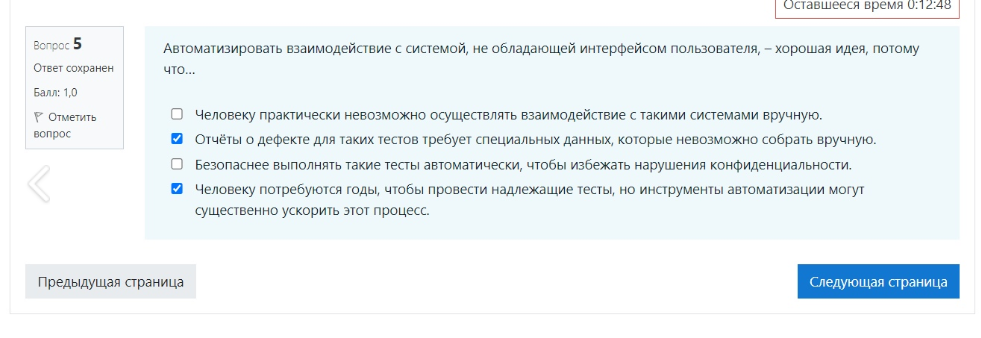 Оставшееся время 0:12:48
Вопрос 5
Ответ сохранен
Балл: 1,0
Отметить
вопрос
Автоматизировать взаимодействие с системой, не обладающей интерфейсом пользователя, – хорошая идея, потому
что...
Человеку практически невозможно осуществлять взаимодействие с такими системами вручную.
Отчёты о дефекте для таких тестов требует специальных данных, которые невозможно собрать вручную.
Безопаснее выполнять такие тесты автоматически, чтобы избежать нарушения конфиденциальности.
Человеку потребуются годы, чтобы провести надлежащие тесты, но инструменты автоматизации могут
существенно ускорить этот процесс.
Предыдущая страница
Следующая страница